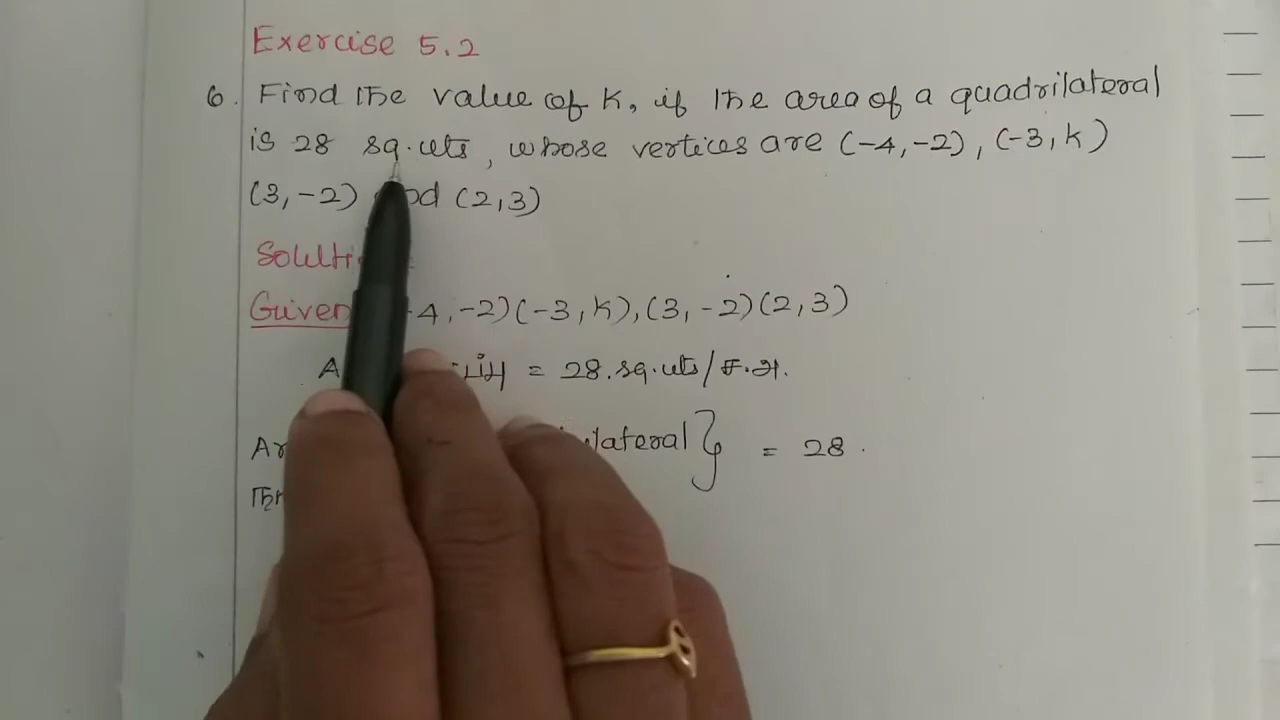 Exercise 5.2
6. Find the value of K, if the area of a quadrilateral
is 28 sq.uts, whose vertices are (-4,-2), (-3, k)
(3,-2) and (2,3)
Given -4,-2)(-3, K),(3, -2)(2,3)
= 28.sq.uts/ ச.அ.
= 28.